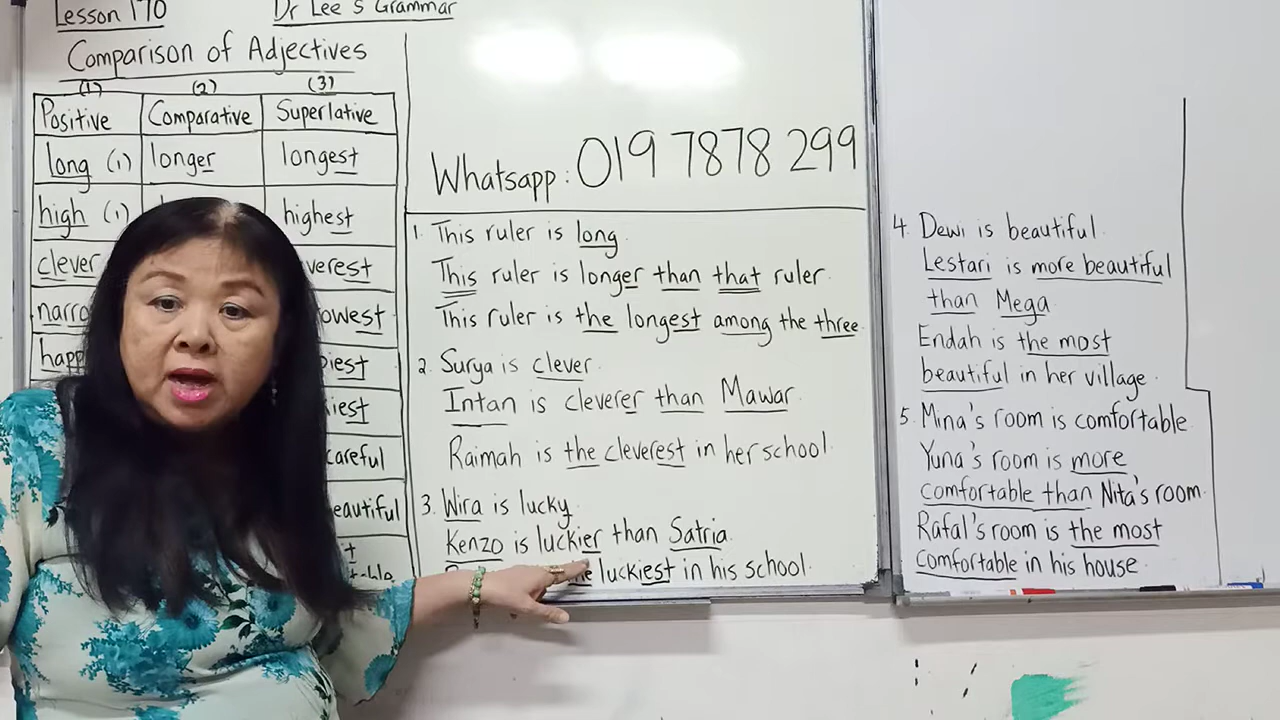 Lesson 170
Dr Lee's Grammar
Comparison of Adjectives
(1) (2) (3)
Positive Comparative Superlative
long (1) longer longest
high (1) highest
clever
verest
narro
owest
happ
iest
iest
careful
eautiful
Whatsapp : 019 7878 299
1. This ruler is long.
This ruler is longer than that ruler.
This ruler is the longest among the three.
2. Surya is clever.
Intan is cleverer than Mawar.
Raimah is the cleverest in her school.
3. Wira is lucky.
Kenzo is luckier than Satria.
luckiest in his school.
4. Dewi is beautiful.
Lestari is more beautiful
than Mega.
Endah is the most
beautiful in her village.
5. Mina's room is comfortable.
Yuna's room is more
comfortable than Nita's room.
Rafal's room is the most
comfortable in his house.